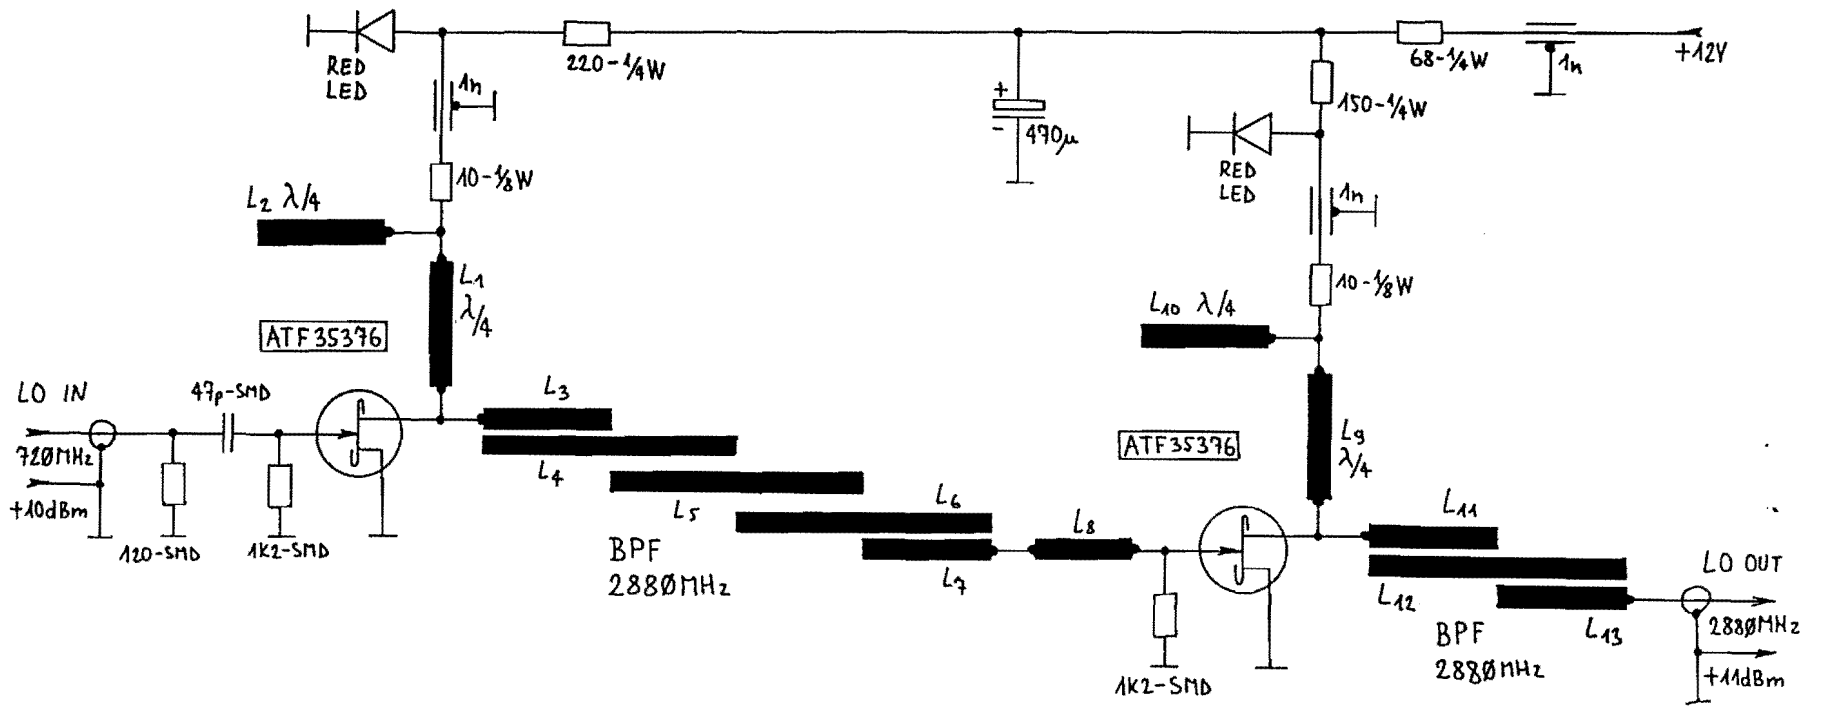 RED
LED
220-¼W
1n
68-¼W
1n
+12V
+
-
470µ
150-¼W
RED
LED
1n
10-⅛W
L2 λ/4
L1
λ/4
10-⅛W
L10 λ/4
ATF35376
LO IN
47p-SMD
720MHz
+10dBm
120-SMD
1K2-SMD
L3
L4
L5
L6
L7
L8
BPF
2880MHz
ATF35376
L9
λ/4
1K2-SMD
L11
L12
L13
BPF
2880MHz
LO OUT
2880MHz
+11dBm